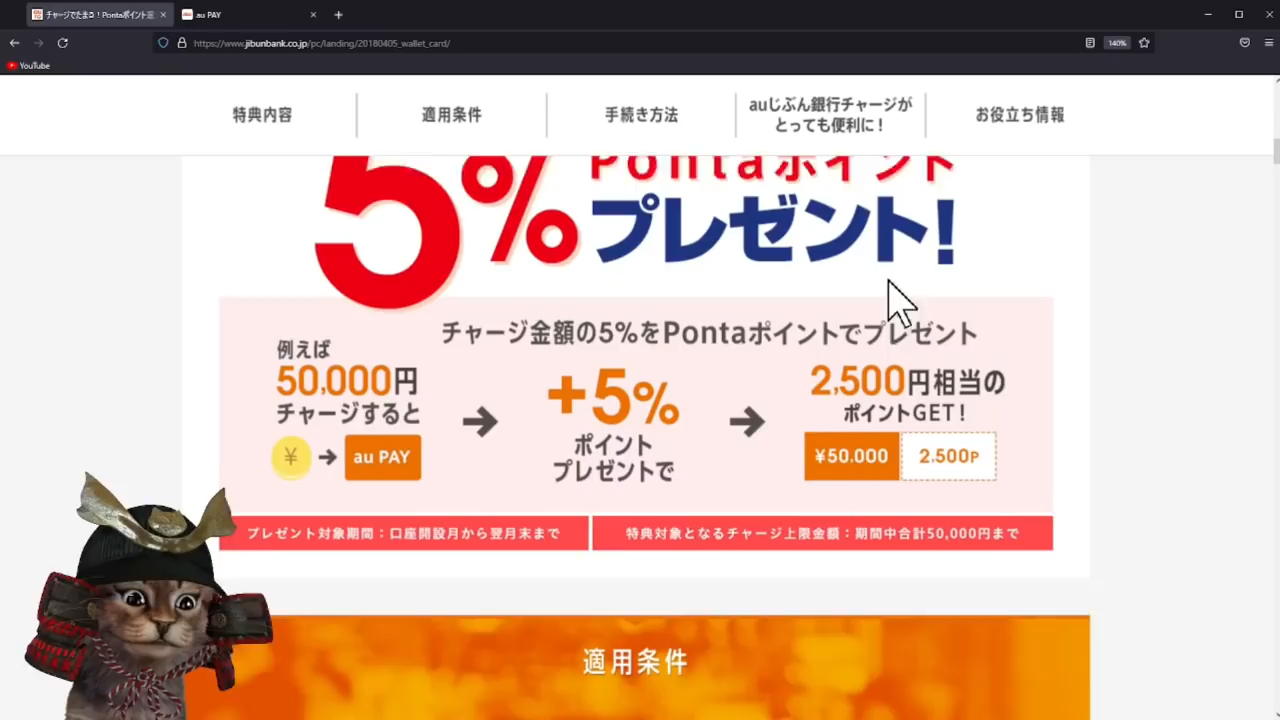 チャージでたまる！Pontaポイント還
au PAY
https://www.jibunbank.co.jp/pc/landing/20180405_wallet_card/
140%
YouTube
特典内容
適用条件
手続き方法
auじぶん銀行チャージが
とっても便利に！
お役立ち情報
5%
Pontaポイント
プレゼント!
チャージ金額の5%をPontaポイントでプレゼント
例えば
50,000円
チャージすると
¥
au PAY
+5%
ポイント
プレゼントで
2,500円相当の
ポイントGET!
¥50.000
2.500P
プレゼント対象期間：口座開設月から翌月末まで
特典対象となるチャージ上限金額：期間中合計50,000円まで
適用条件